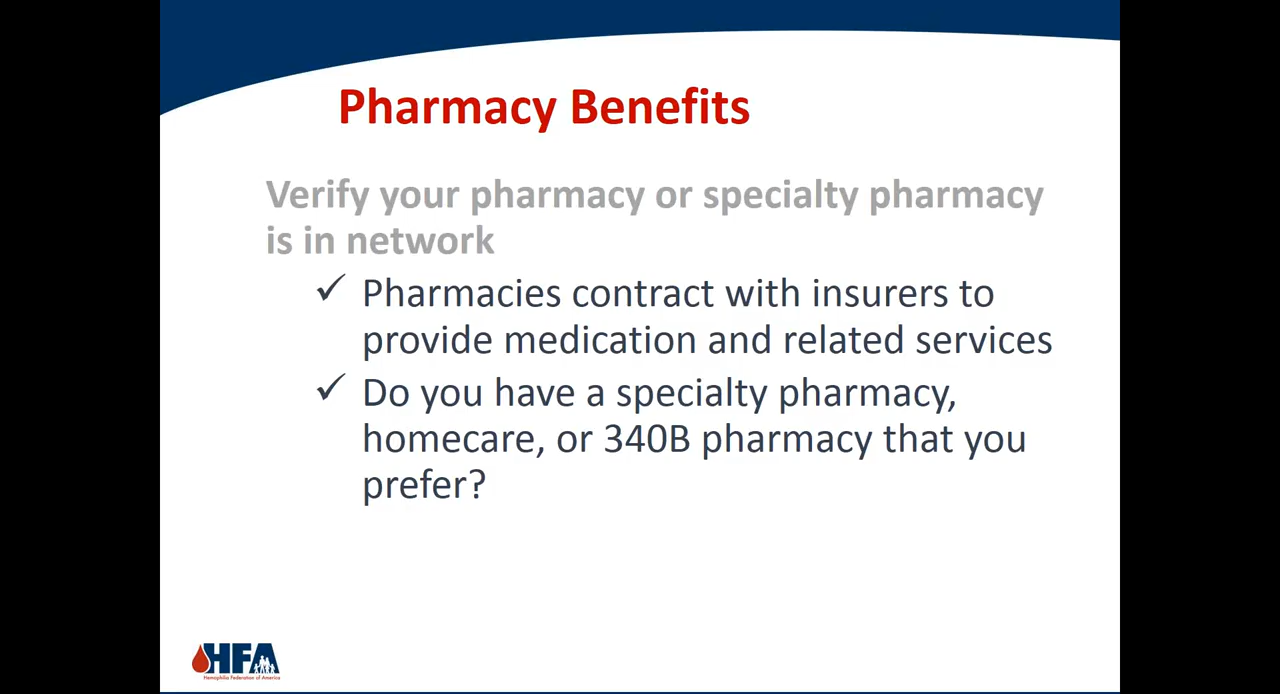 Pharmacy Benefits
Verify your pharmacy or specialty pharmacy
is in network
✓ Pharmacies contract with insurers to
provide medication and related services
✓ Do you have a specialty pharmacy,
homecare, or 340B pharmacy that you
prefer?
HFA
Hemophilia Federation of America